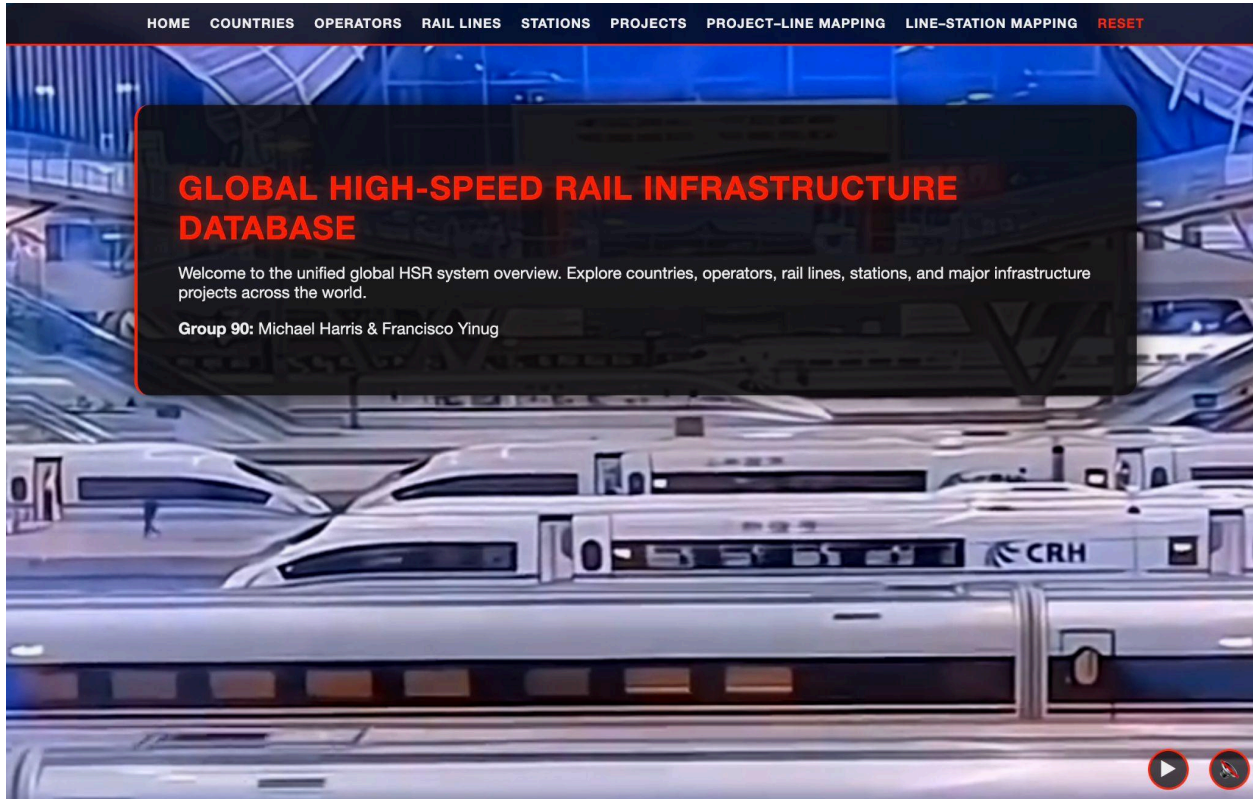 HOME COUNTRIES OPERATORS RAIL LINES STATIONS PROJECTS PROJECT–LINE MAPPING LINE–STATION MAPPING RESET
GLOBAL HIGH-SPEED RAIL INFRASTRUCTURE
DATABASE
Welcome to the unified global HSR system overview. Explore countries, operators, rail lines, stations, and major infrastructure
projects across the world.
Group 90: Michael Harris & Francisco Yinug
CRH